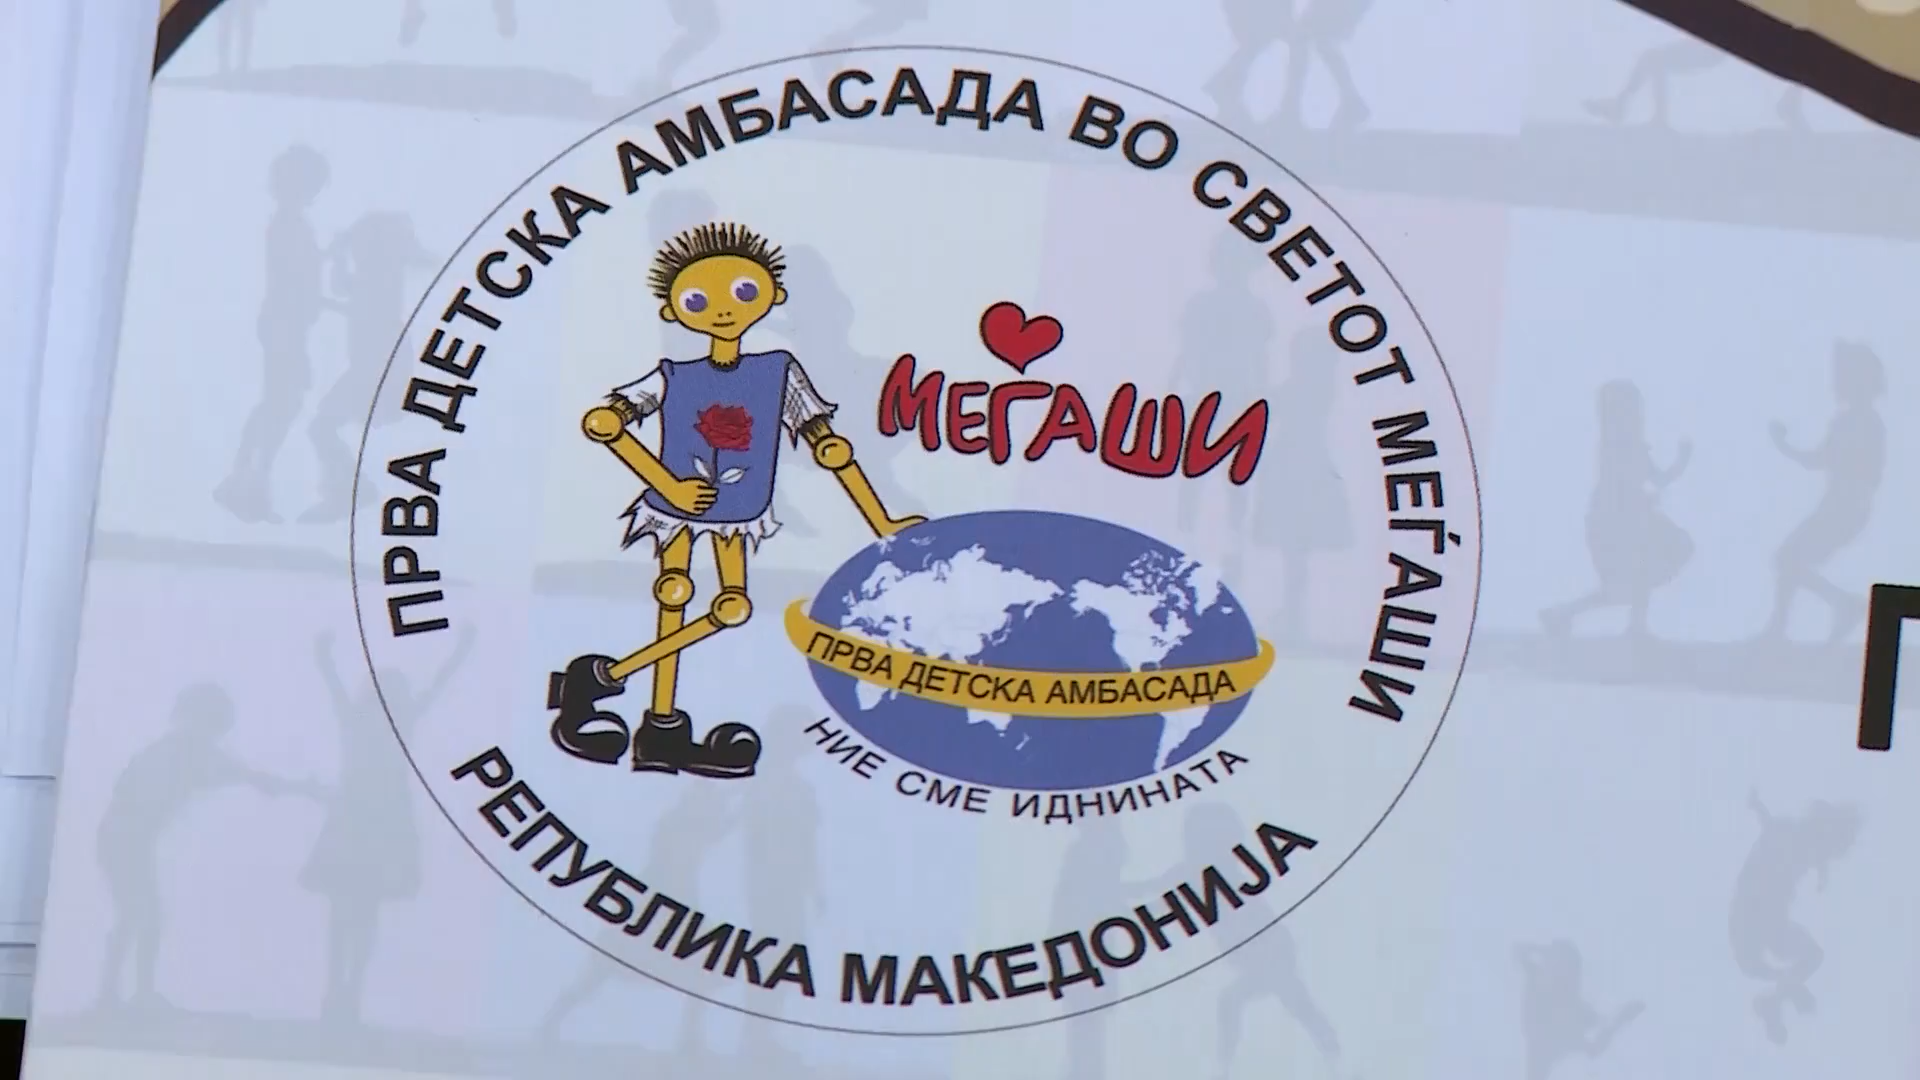 ПРВА ДЕТСКА АМБАСАДА ВО СВЕТОТ МЕЃАШИ
МЕЃАШИ
ПРВА ДЕТСКА АМБАСАДА
НИЕ СМЕ ИДНИНАТА
РЕПУБЛИКА МАКЕДОНИЈА